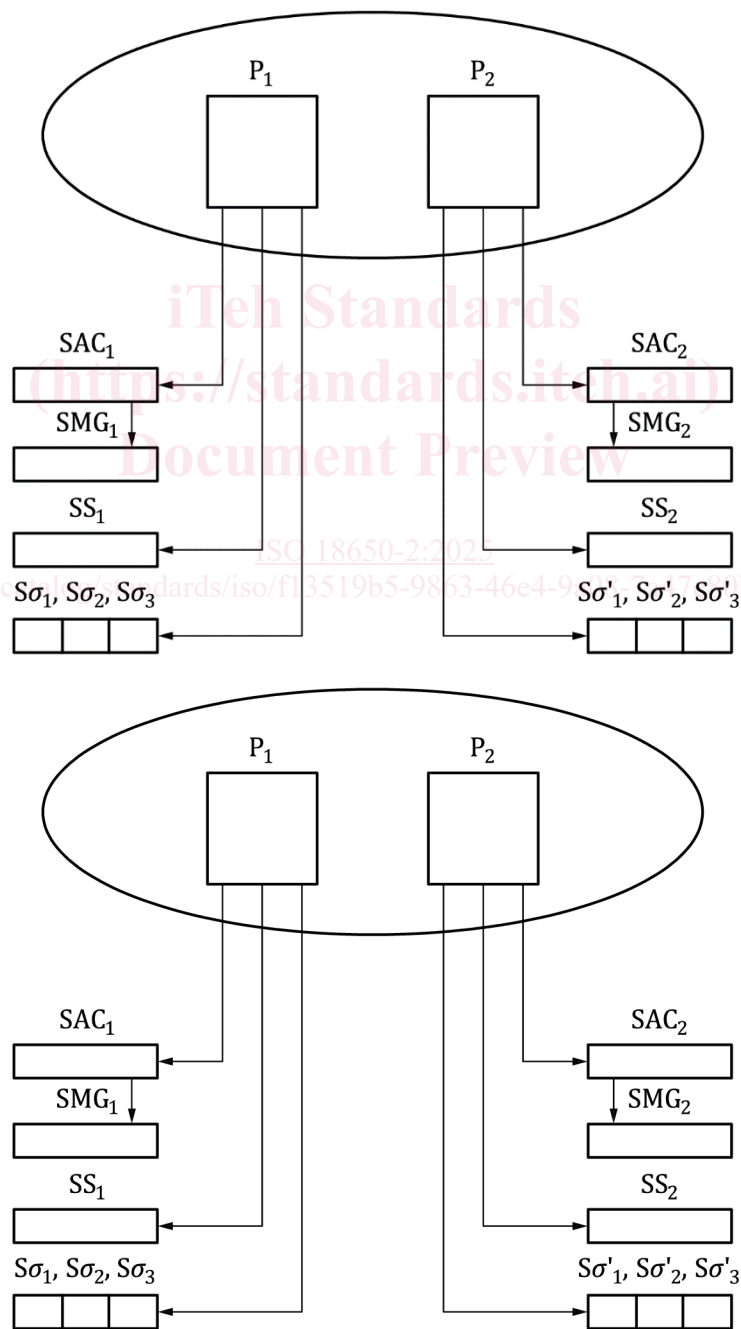 P₁ P₂
iTeh Standards
SAC₁ SAC₂
(https://standards.iteh.ai)
SMG₁ SMG₂
Document Preview
SS₁ SS₂
ISO 18650-2:2025
Sσ₁, Sσ₂, Sσ₃ Sσ'₁, Sσ'₂, Sσ'₃
P₁ P₂
SAC₁ SAC₂
SMG₁ SMG₂
SS₁ SS₂
Sσ₁, Sσ₂, Sσ₃ Sσ'₁, Sσ'₂, Sσ'₃